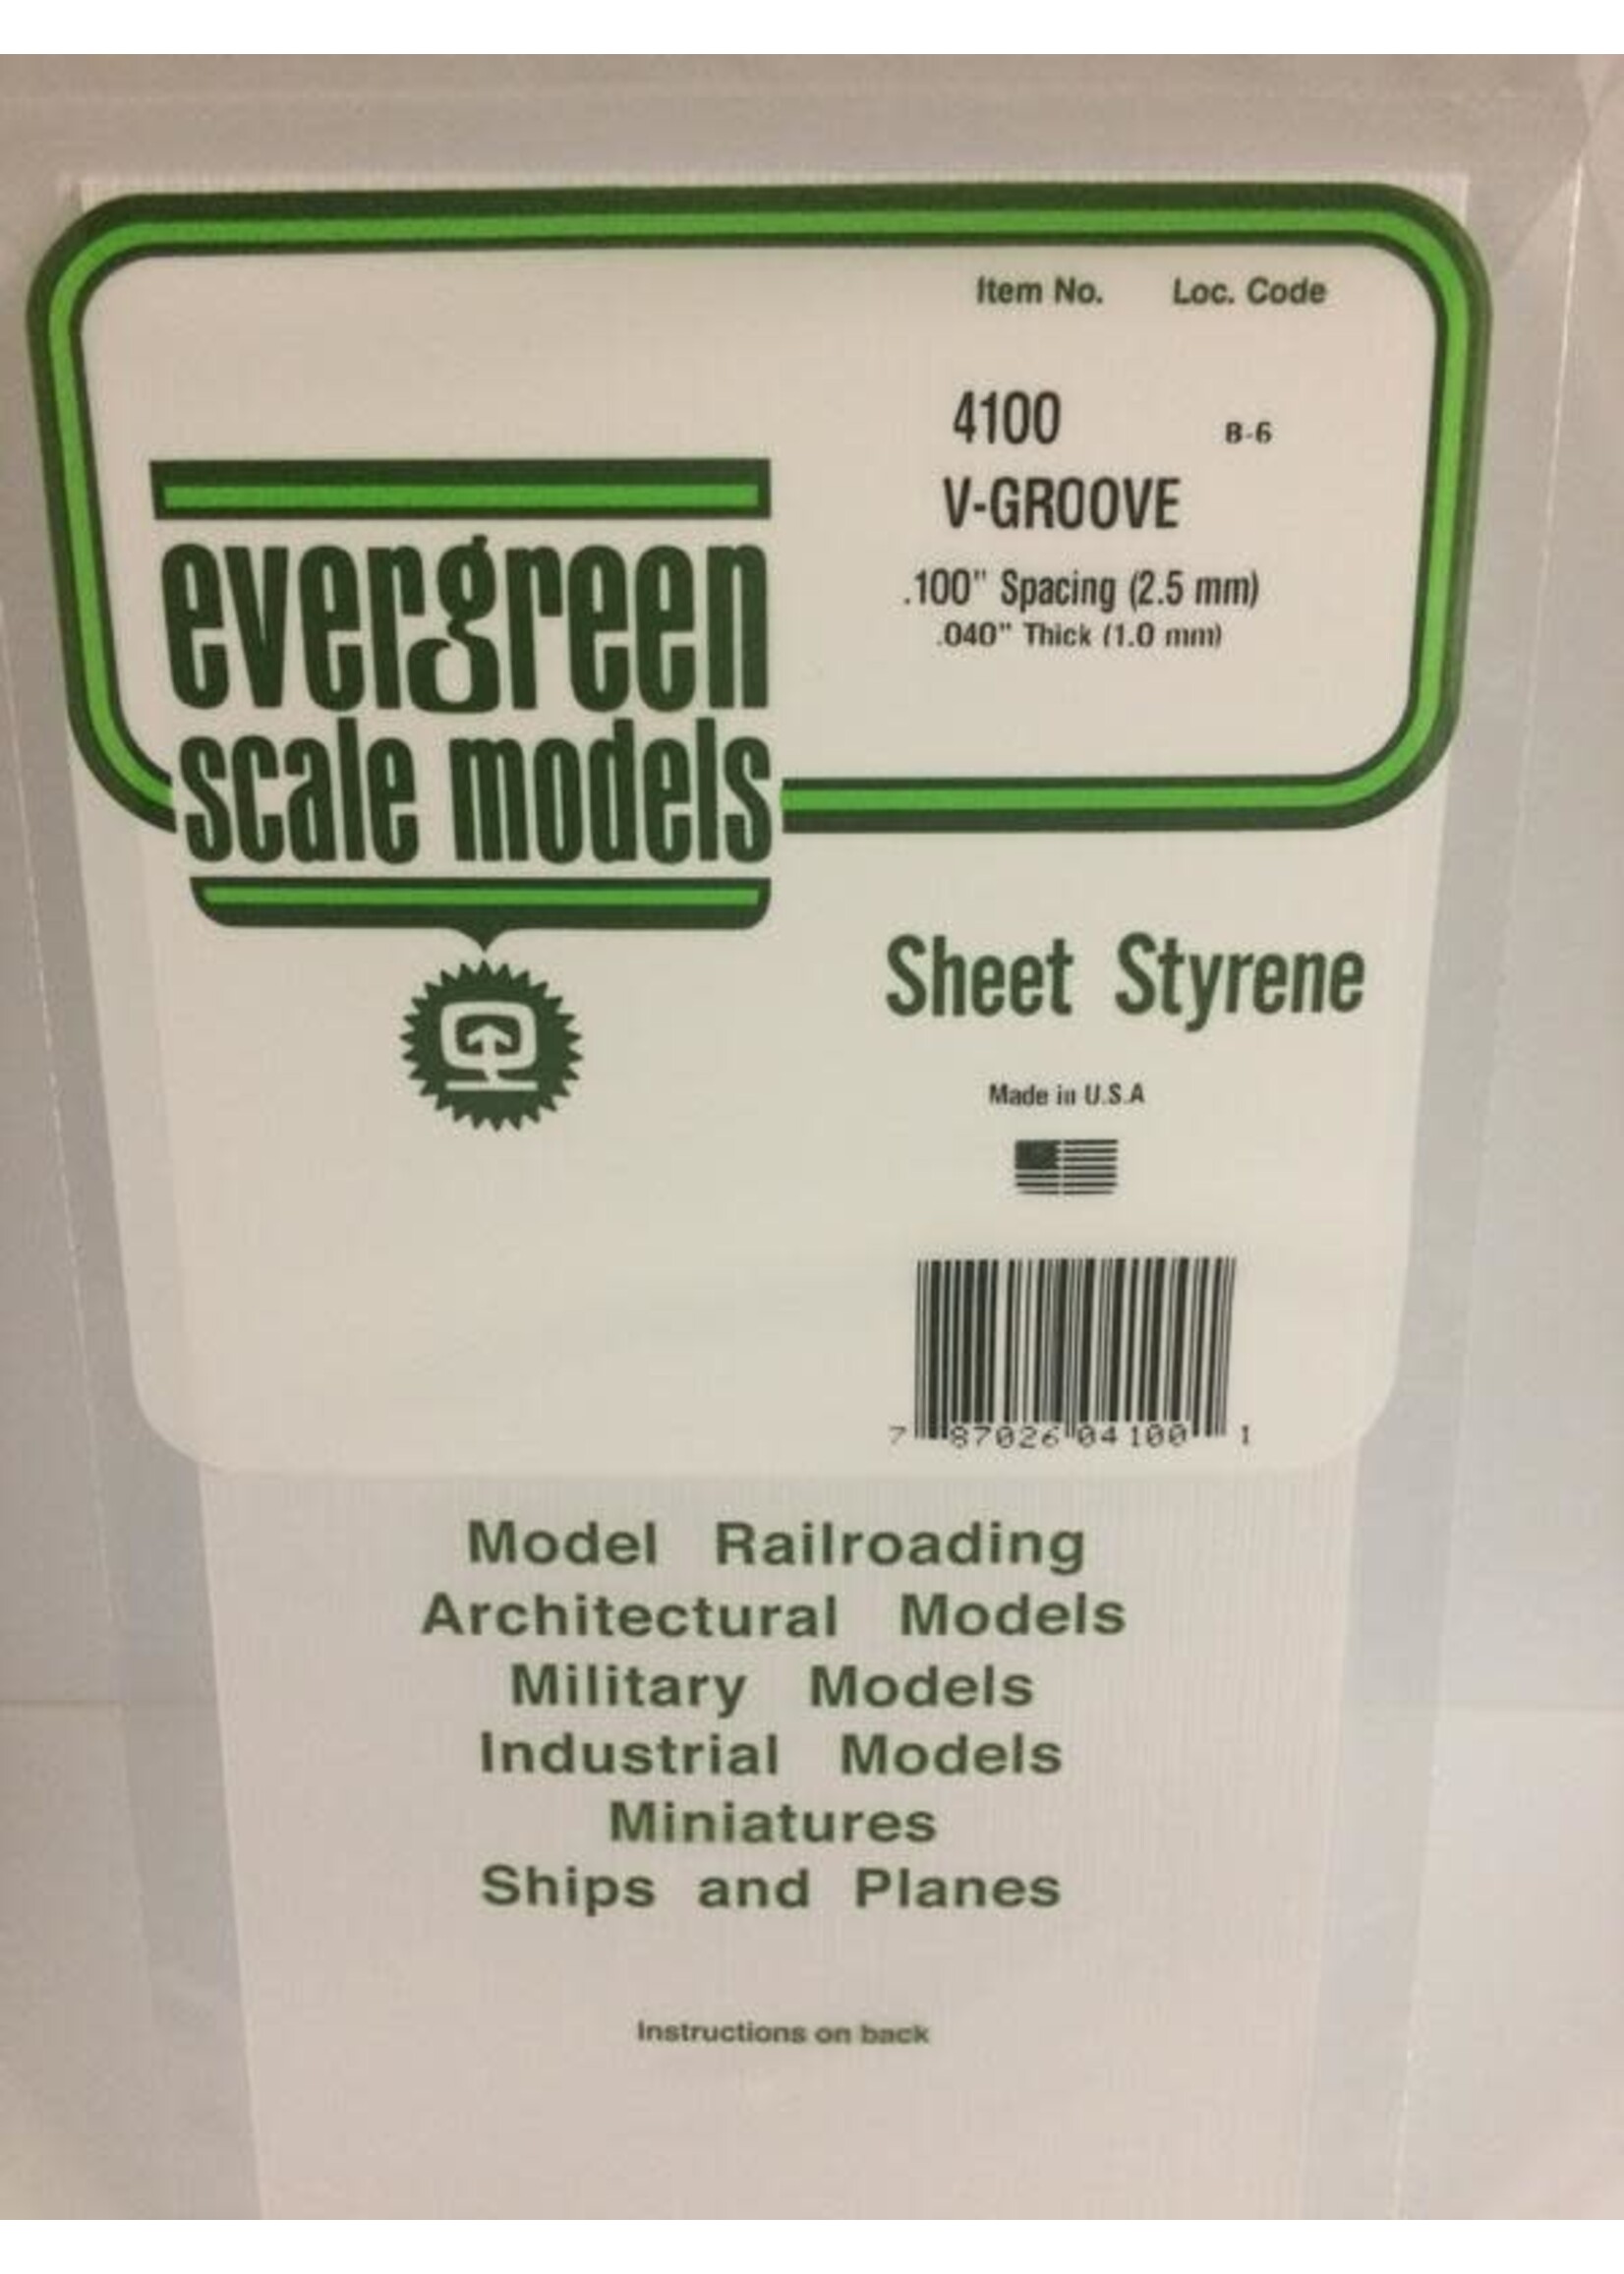 Item No. Loc. Code
4100 B-6
V-GROOVE
.100" Spacing (2.5 mm)
.040" Thick (1.0 mm)
evergreen
scale models
Sheet Styrene
Made in U.S.A
7 87026 04100 1
Model Railroading
Architectural Models
Military Models
Industrial Models
Miniatures
Ships and Planes
Instructions on back